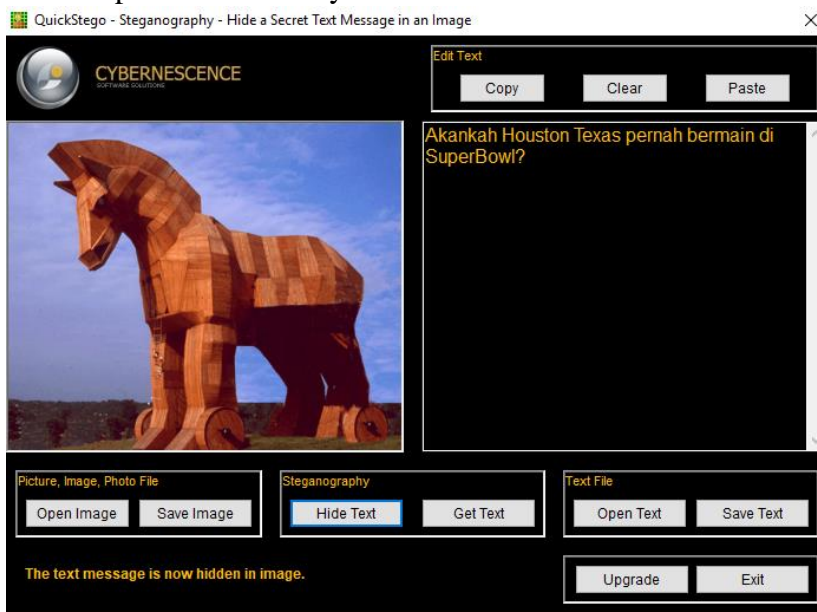 QuickStego - Steganography - Hide a Secret Text Message in an Image
CYBERNESCENCE
SOFTWARE SOLUTIONS
Edit Text
Copy
Clear
Paste
Akankah Houston Texas pernah bermain di
SuperBowl?
Picture, Image, Photo File
Open Image
Save Image
Steganography
Hide Text
Get Text
Text File
Open Text
Save Text
The text message is now hidden in image.
Upgrade
Exit